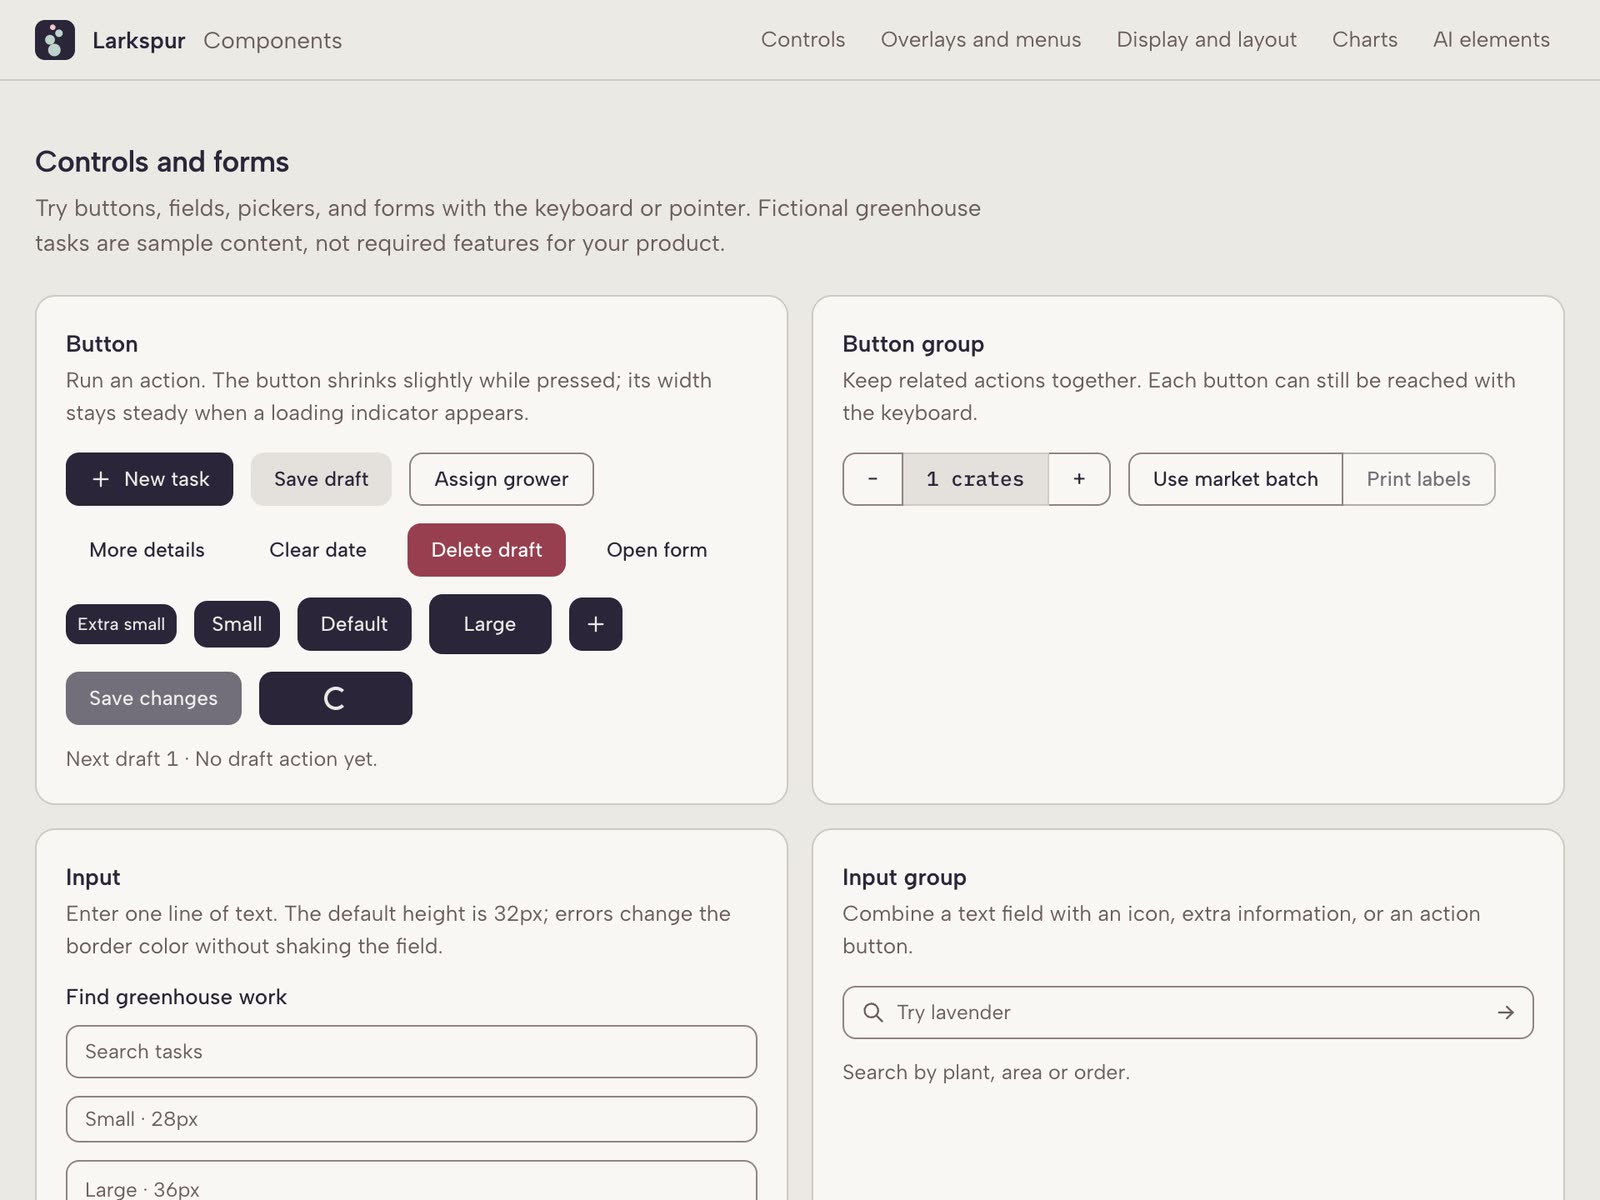 Larkspur Components
Controls Overlays and menus Display and layout Charts AI elements
Controls and forms
Try buttons, fields, pickers, and forms with the keyboard or pointer. Fictional greenhouse
tasks are sample content, not required features for your product.
Button
Run an action. The button shrinks slightly while pressed; its width
stays steady when a loading indicator appears.
+ New task Save draft Assign grower
More details Clear date Delete draft Open form
Extra small Small Default Large +
Save changes
Next draft 1 · No draft action yet.
Button group
Keep related actions together. Each button can still be reached with
the keyboard.
- 1 crates + Use market batch Print labels
Input
Enter one line of text. The default height is 32px; errors change the
border color without shaking the field.
Find greenhouse work
Search tasks
Small · 28px
Large · 36px
Input group
Combine a text field with an icon, extra information, or an action
button.
Try lavender
Search by plant, area or order.